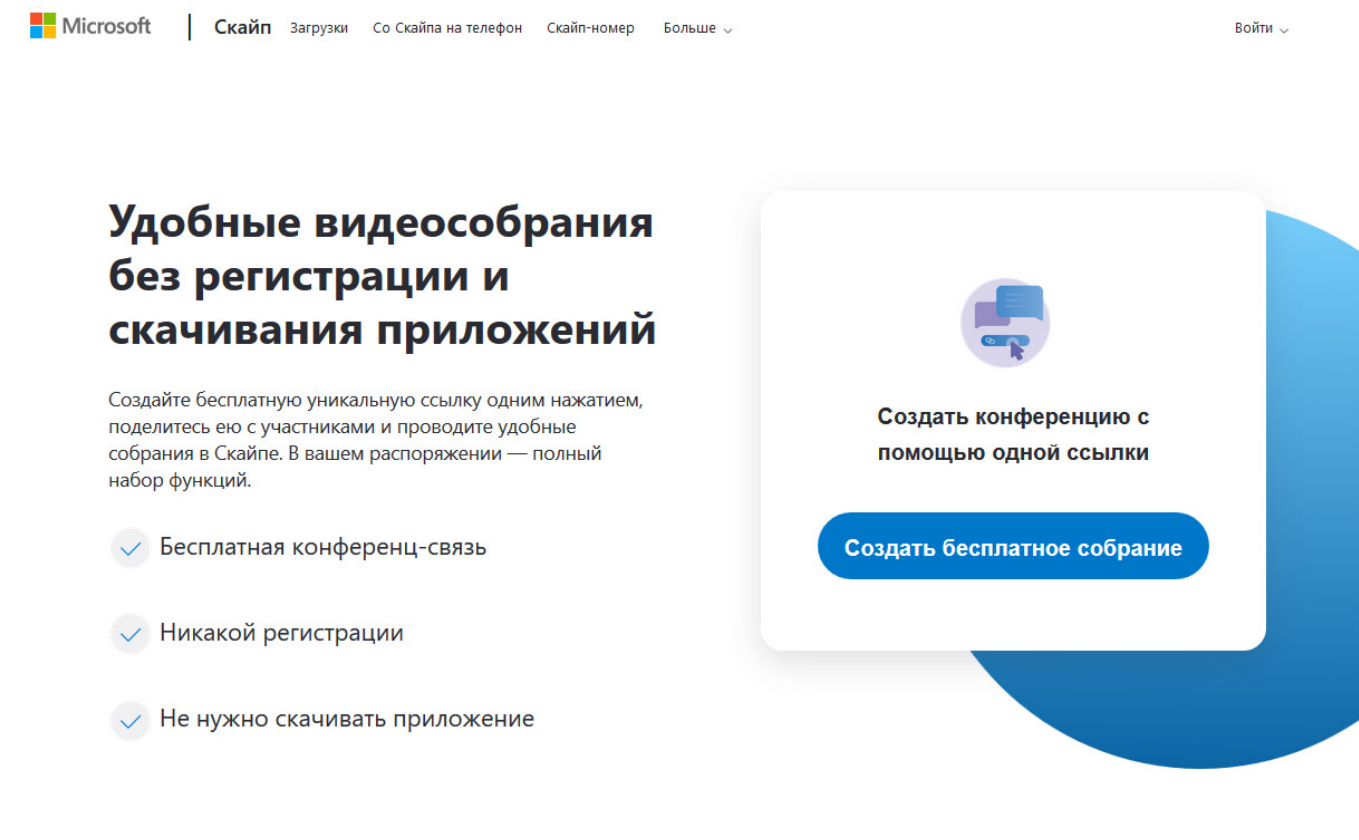 Microsoft Скайп Загрузки Со Скайпа на телефон Скайп-номер Больше Войти
Удобные видеособрания
без регистрации и
скачивания приложений
Создайте бесплатную уникальную ссылку одним нажатием,
поделитесь ею с участниками и проводите удобные
собрания в Скайпе. В вашем распоряжении — полный
набор функций.
Бесплатная конференц-связь
Никакой регистрации
Не нужно скачивать приложение
Создать конференцию с
помощью одной ссылки
Создать бесплатное собрание